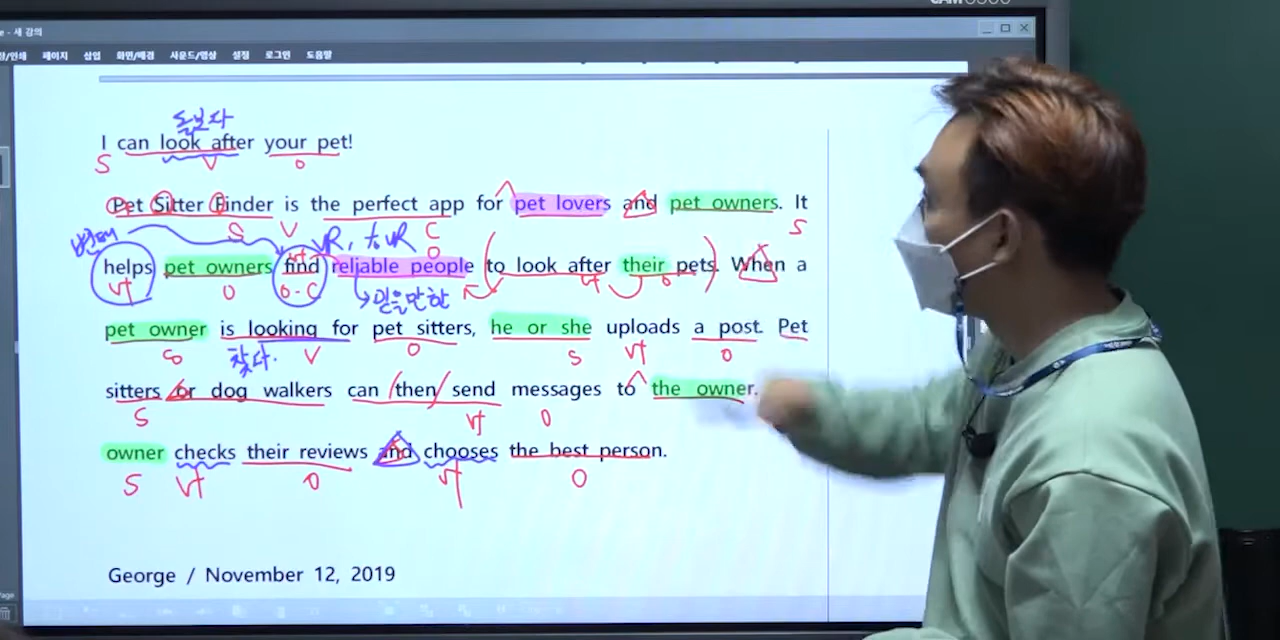 - 새 강의
페이지 삽입 화면/배경 사운드/영상 설정 로그인 도움말
돌보다
I can look after your pet!
S V O
Pet Sitter Finder is the perfect app for pet lovers and pet owners. It
S V C S
VR, to VR O
helps pet owners find reliable people to look after their pets. When a
vt O O·C 믿을만한 vt O
pet owner is looking for pet sitters, he or she uploads a post. Pet
S 찾다. V O S vt O
sitters or dog walkers can then send messages to the owner.
S vt O
owner checks their reviews and chooses the best person.
S vt O vt O
George / November 12, 2019